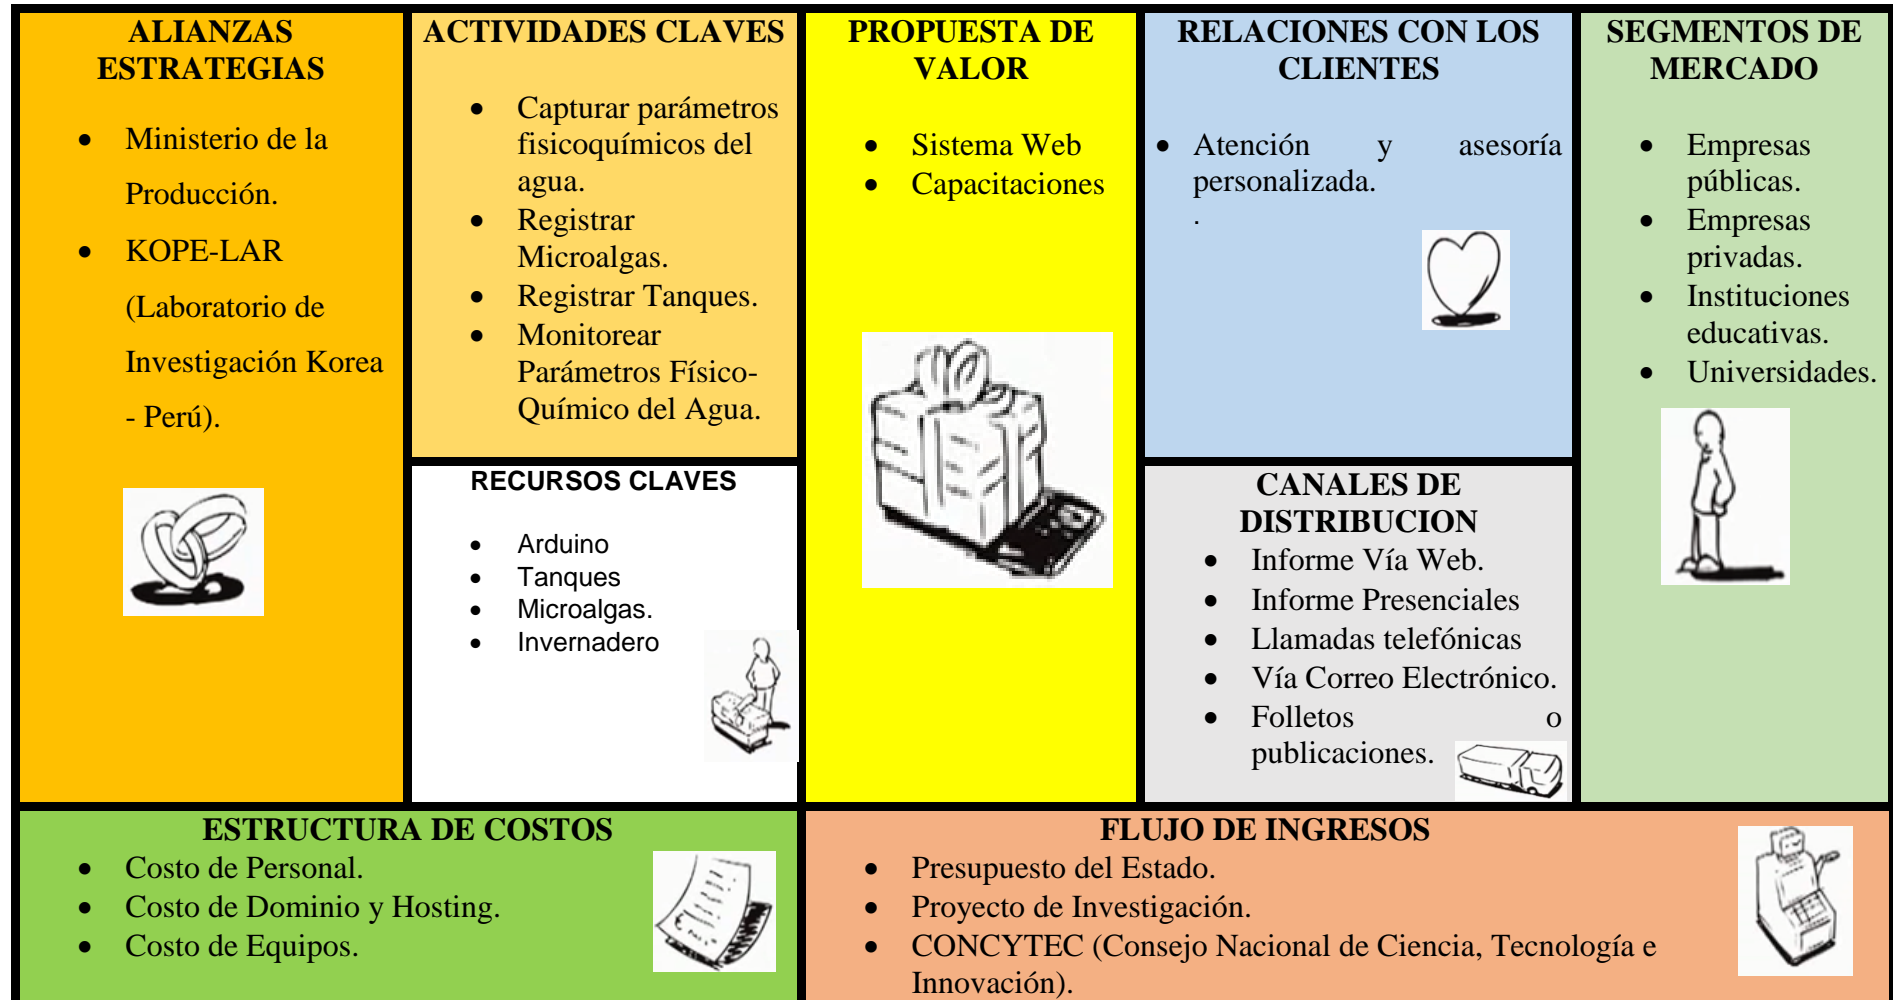 ALIANZAS
ESTRATEGIAS
• Ministerio de la
Producción.
• KOPE-LAR
(Laboratorio de
Investigación Korea
- Perú).
ACTIVIDADES CLAVES
• Capturar parámetros
fisicoquímicos del
agua.
• Registrar
Microalgas.
• Registrar Tanques.
• Monitorear
Parámetros Físico-
Químico del Agua.
RECURSOS CLAVES
• Arduino
• Tanques
• Microalgas.
• Invernadero
PROPUESTA DE
VALOR
• Sistema Web
• Capacitaciones
RELACIONES CON LOS
CLIENTES
• Atención y asesoría
personalizada.
.
CANALES DE
DISTRIBUCION
• Informe Vía Web.
• Informe Presenciales
• Llamadas telefónicas
• Vía Correo Electrónico.
• Folletos o
publicaciones.
SEGMENTOS DE
MERCADO
• Empresas
públicas.
• Empresas
privadas.
• Instituciones
educativas.
• Universidades.
ESTRUCTURA DE COSTOS
• Costo de Personal.
• Costo de Dominio y Hosting.
• Costo de Equipos.
FLUJO DE INGRESOS
• Presupuesto del Estado.
• Proyecto de Investigación.
• CONCYTEC (Consejo Nacional de Ciencia, Tecnología e
Innovación).